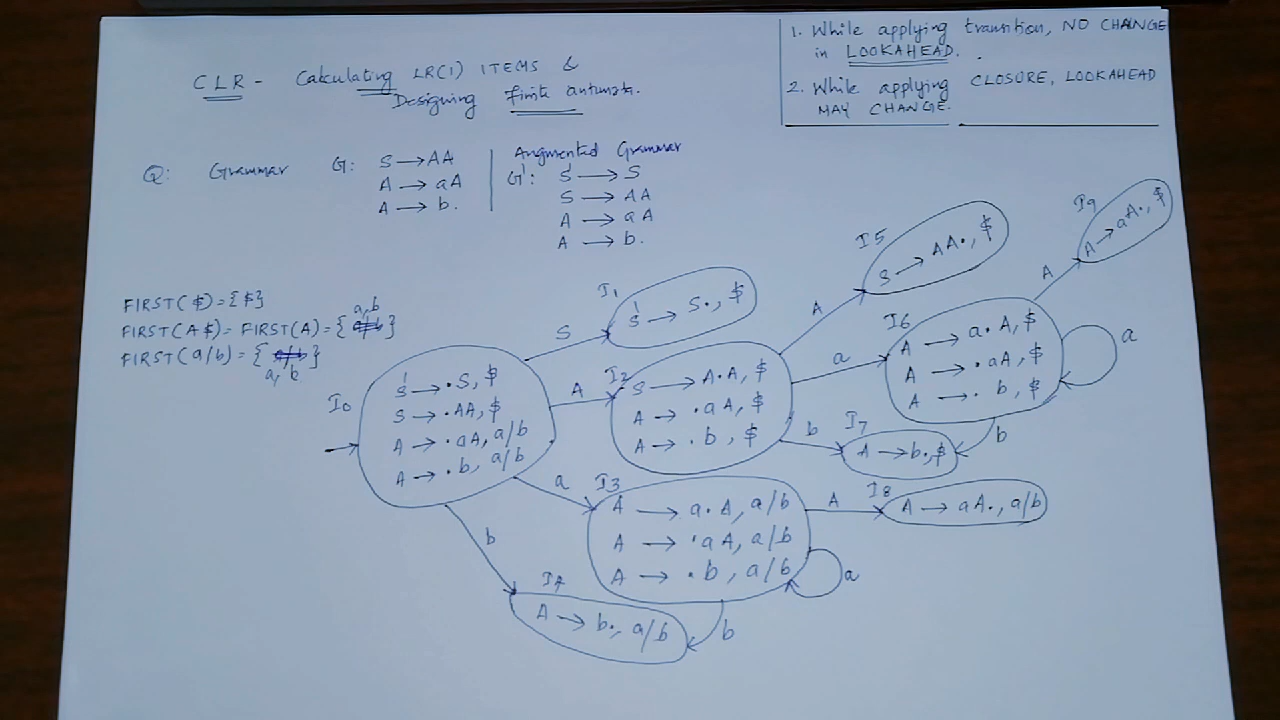 CLR - Calculating LR(1) ITEMS &
Designing finite automata.
1. While applying transition, NO CHANGE
in LOOKAHEAD.
2. While applying CLOSURE, LOOKAHEAD
MAY CHANGE.
Q: Grammar G: S → AA
A → aA
A → b.
Augmented Grammar
G': S' → S
S → AA
A → aA
A → b.
FIRST($) = {$}
FIRST(A$) = FIRST(A) = {a, b}
FIRST(a/b) = {a, b}
I0
S' → .S, $
S → .AA, $
A → .aA, a/b
A → .b, a/b
S
I1
S' → S., $
A
I2
S → A.A, $
A → .aA, $
A → .b, $
A
I5
S → AA., $
a
I6
A → a.A, $
A → .aA, $
A → .b, $
a
A
I9
A → aA., $
b
b
I7
A → b., $
a
I3
A → a.A, a/b
A → .aA, a/b
A → .b, a/b
a
A
I8
A → aA., a/b
b
b
I4
A → b., a/b